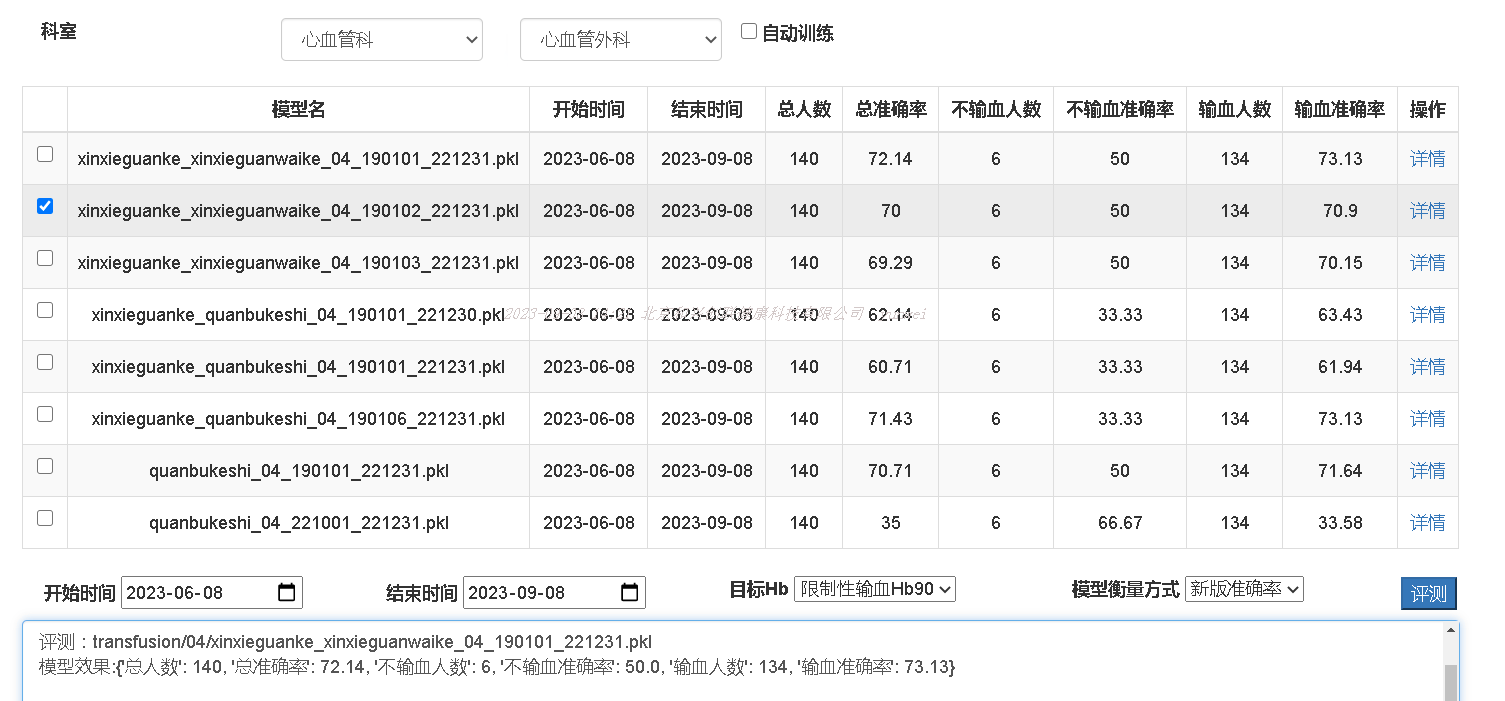 科室 心血管科 心血管外科 自动训练
模型名 开始时间 结束时间 总人数 总准确率 不输血人数 不输血准确率 输血人数 输血准确率 操作
xinxieguanke_xinxieguanwaike_04_190101_221231.pkl 2023-06-08 2023-09-08 140 72.14 6 50 134 73.13 详情
xinxieguanke_xinxieguanwaike_04_190102_221231.pkl 2023-06-08 2023-09-08 140 70 6 50 134 70.9 详情
xinxieguanke_xinxieguanwaike_04_190103_221231.pkl 2023-06-08 2023-09-08 140 69.29 6 50 134 70.15 详情
xinxieguanke_quanbukeshi_04_190101_221230.pkl 2023-06-08 2023-09-08 140 62.14 6 33.33 134 63.43 详情
xinxieguanke_quanbukeshi_04_190101_221231.pkl 2023-06-08 2023-09-08 140 60.71 6 33.33 134 61.94 详情
xinxieguanke_quanbukeshi_04_190106_221231.pkl 2023-06-08 2023-09-08 140 71.43 6 33.33 134 73.13 详情
quanbukeshi_04_190101_221231.pkl 2023-06-08 2023-09-08 140 70.71 6 50 134 71.64 详情
quanbukeshi_04_221001_221231.pkl 2023-06-08 2023-09-08 140 35 6 66.67 134 33.58 详情
开始时间 2023-06-08 结束时间 2023-09-08 目标Hb 限制性输血Hb90 模型衡量方式 新版准确率 评测
评测：transfusion/04/xinxieguanke_xinxieguanwaike_04_190101_221231.pkl
模型效果:{'总人数': 140, '总准确率': 72.14, '不输血人数': 6, '不输血准确率': 50.0, '输血人数': 134, '输血准确率': 73.13}